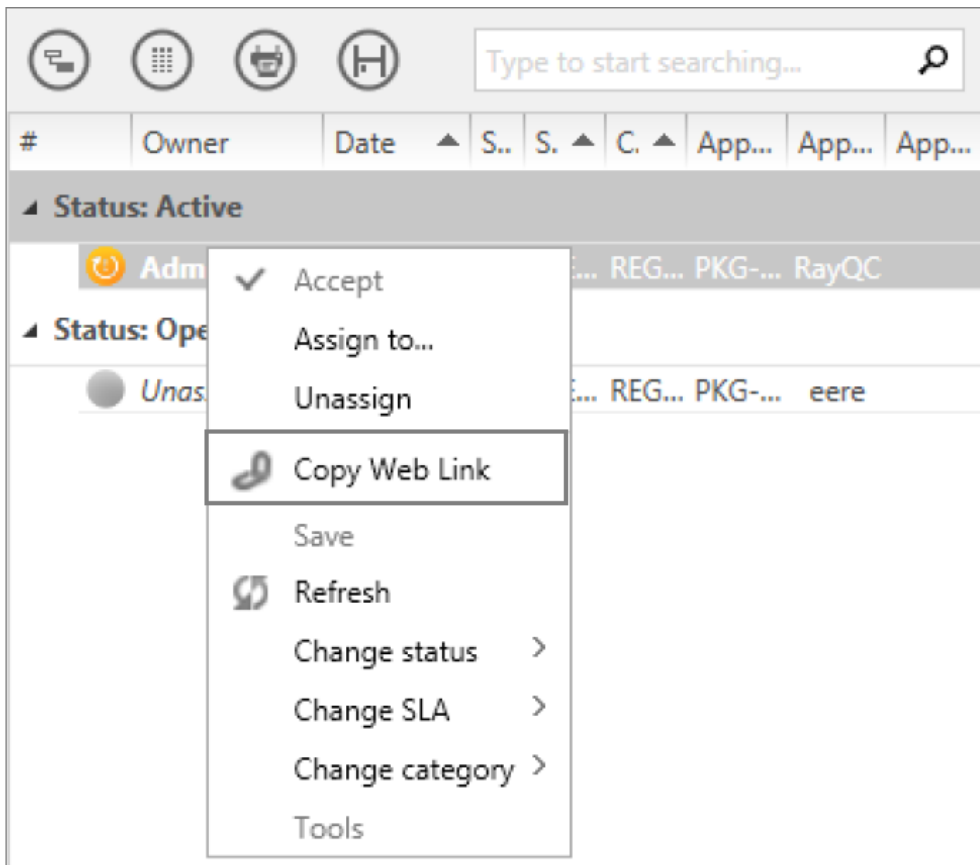 Type to start searching...
# Owner Date S.. S. C. App... App... App...
Status: Active
Adm E... REG... PKG-... RayQC
Accept
Status: Ope
Assign to...
Unas. E... REG... PKG-... eere
Unassign
Copy Web Link
Save
Refresh
Change status
Change SLA
Change category
Tools